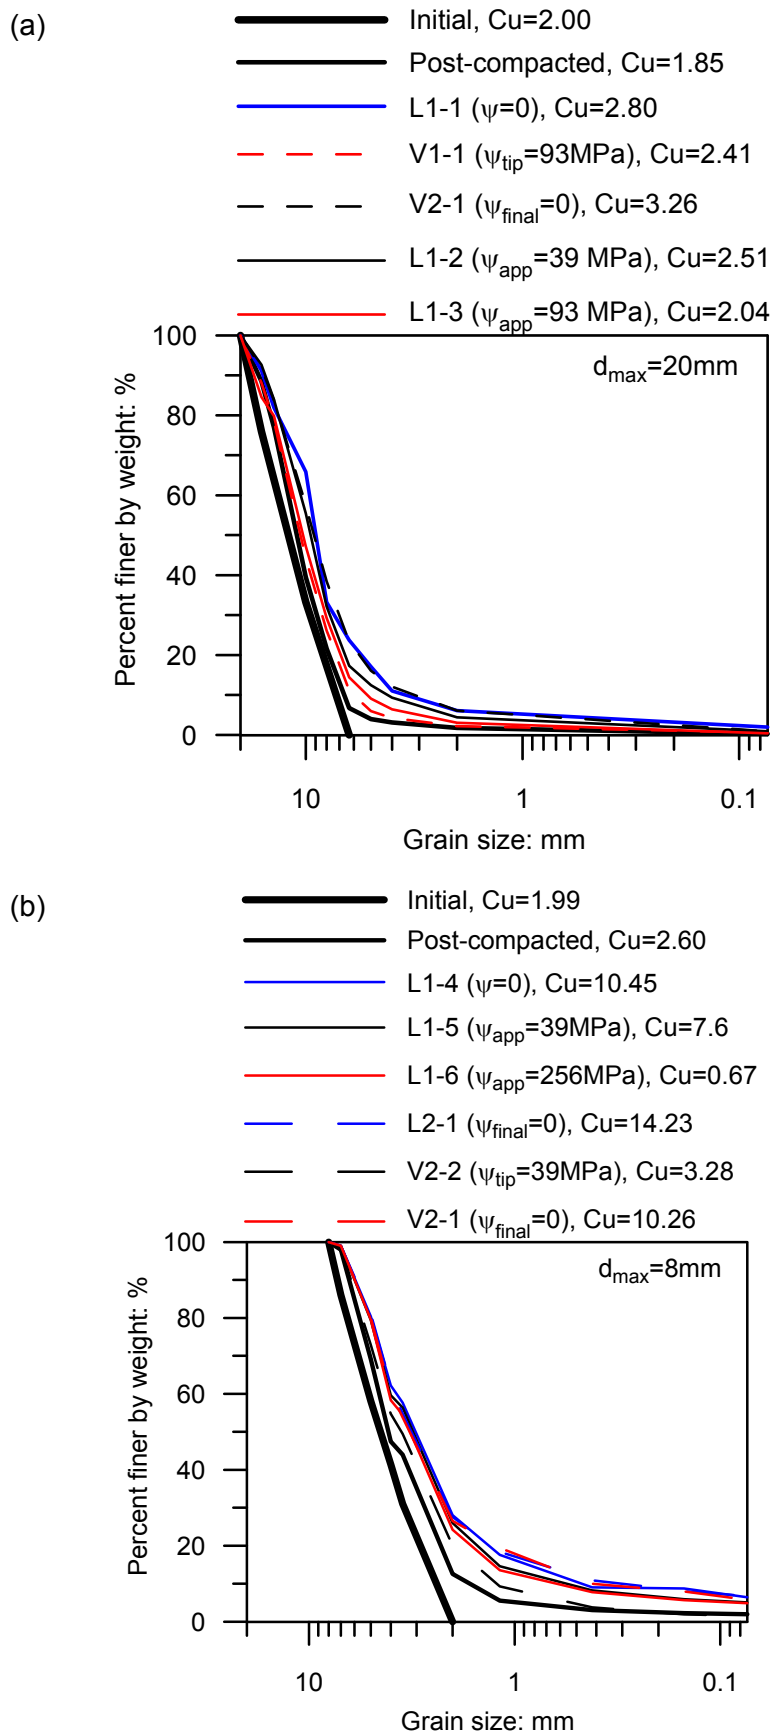 (a)
Initial, Cu=2.00
Post-compacted, Cu=1.85
L1-1 (ψ=0), Cu=2.80
V1-1 (ψtip=93MPa), Cu=2.41
V2-1 (ψfinal=0), Cu=3.26
L1-2 (ψapp=39 MPa), Cu=2.51
L1-3 (ψapp=93 MPa), Cu=2.04
dmax=20mm
Percent finer by weight: %
100
80
60
40
20
0
10 1 0.1
Grain size: mm
(b)
Initial, Cu=1.99
Post-compacted, Cu=2.60
L1-4 (ψ=0), Cu=10.45
L1-5 (ψapp=39MPa), Cu=7.6
L1-6 (ψapp=256MPa), Cu=0.67
L2-1 (ψfinal=0), Cu=14.23
V2-2 (ψtip=39MPa), Cu=3.28
V2-1 (ψfinal=0), Cu=10.26
dmax=8mm
Percent finer by weight: %
100
80
60
40
20
0
10 1 0.1
Grain size: mm